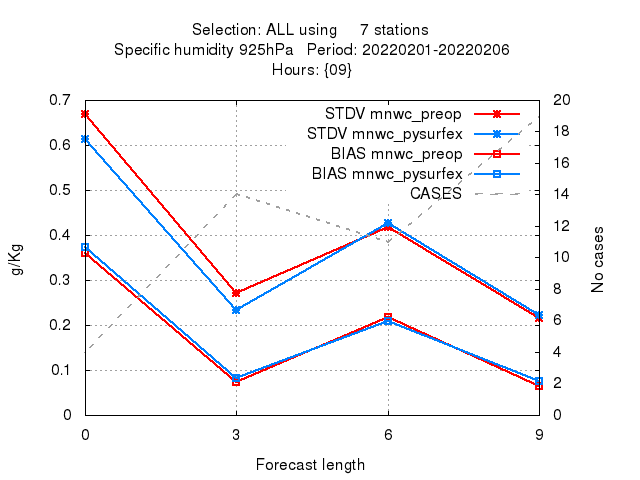 Selection: ALL using     7 stations
Specific humidity 925hPa   Period: 20220201-20220206
Hours: {09}
STDV mnwc_preop
STDV mnwc_pysurfex
BIAS mnwc_preop
BIAS mnwc_pysurfex
CASES
g/Kg
0.7
0.6
0.5
0.4
0.3
0.2
0.1
0
20
18
16
14
12
10
8
6
4
2
0
No cases
0 3 6 9
Forecast length